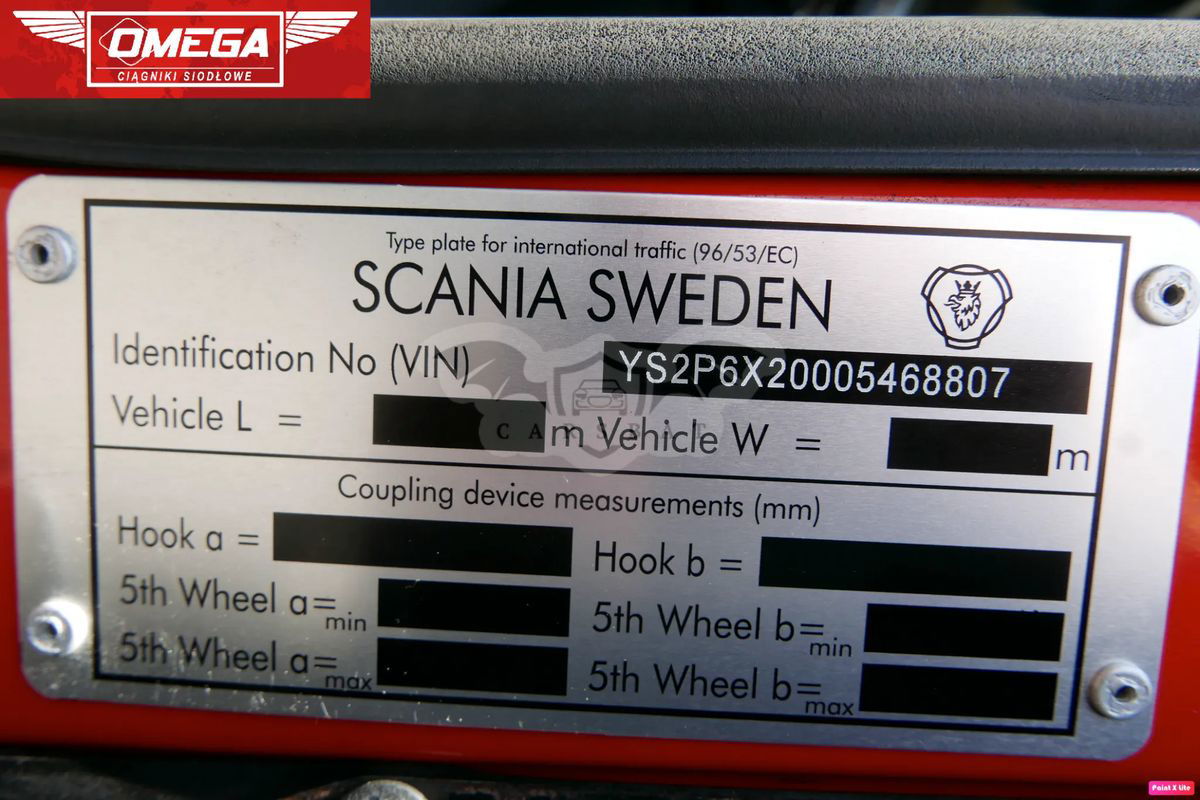 OMEGA
CIĄGNIKI SIODŁOWE
Type plate for international traffic (96/53/EC)
SCANIA SWEDEN
Identification No (VIN) YS2P6X20005468807
Vehicle L = m Vehicle W = m
CARSBAT
Coupling device measurements (mm)
Hook a = Hook b =
5th Wheel a=min 5th Wheel b=min
5th Wheel a=max 5th Wheel b=max
Paint X Lite